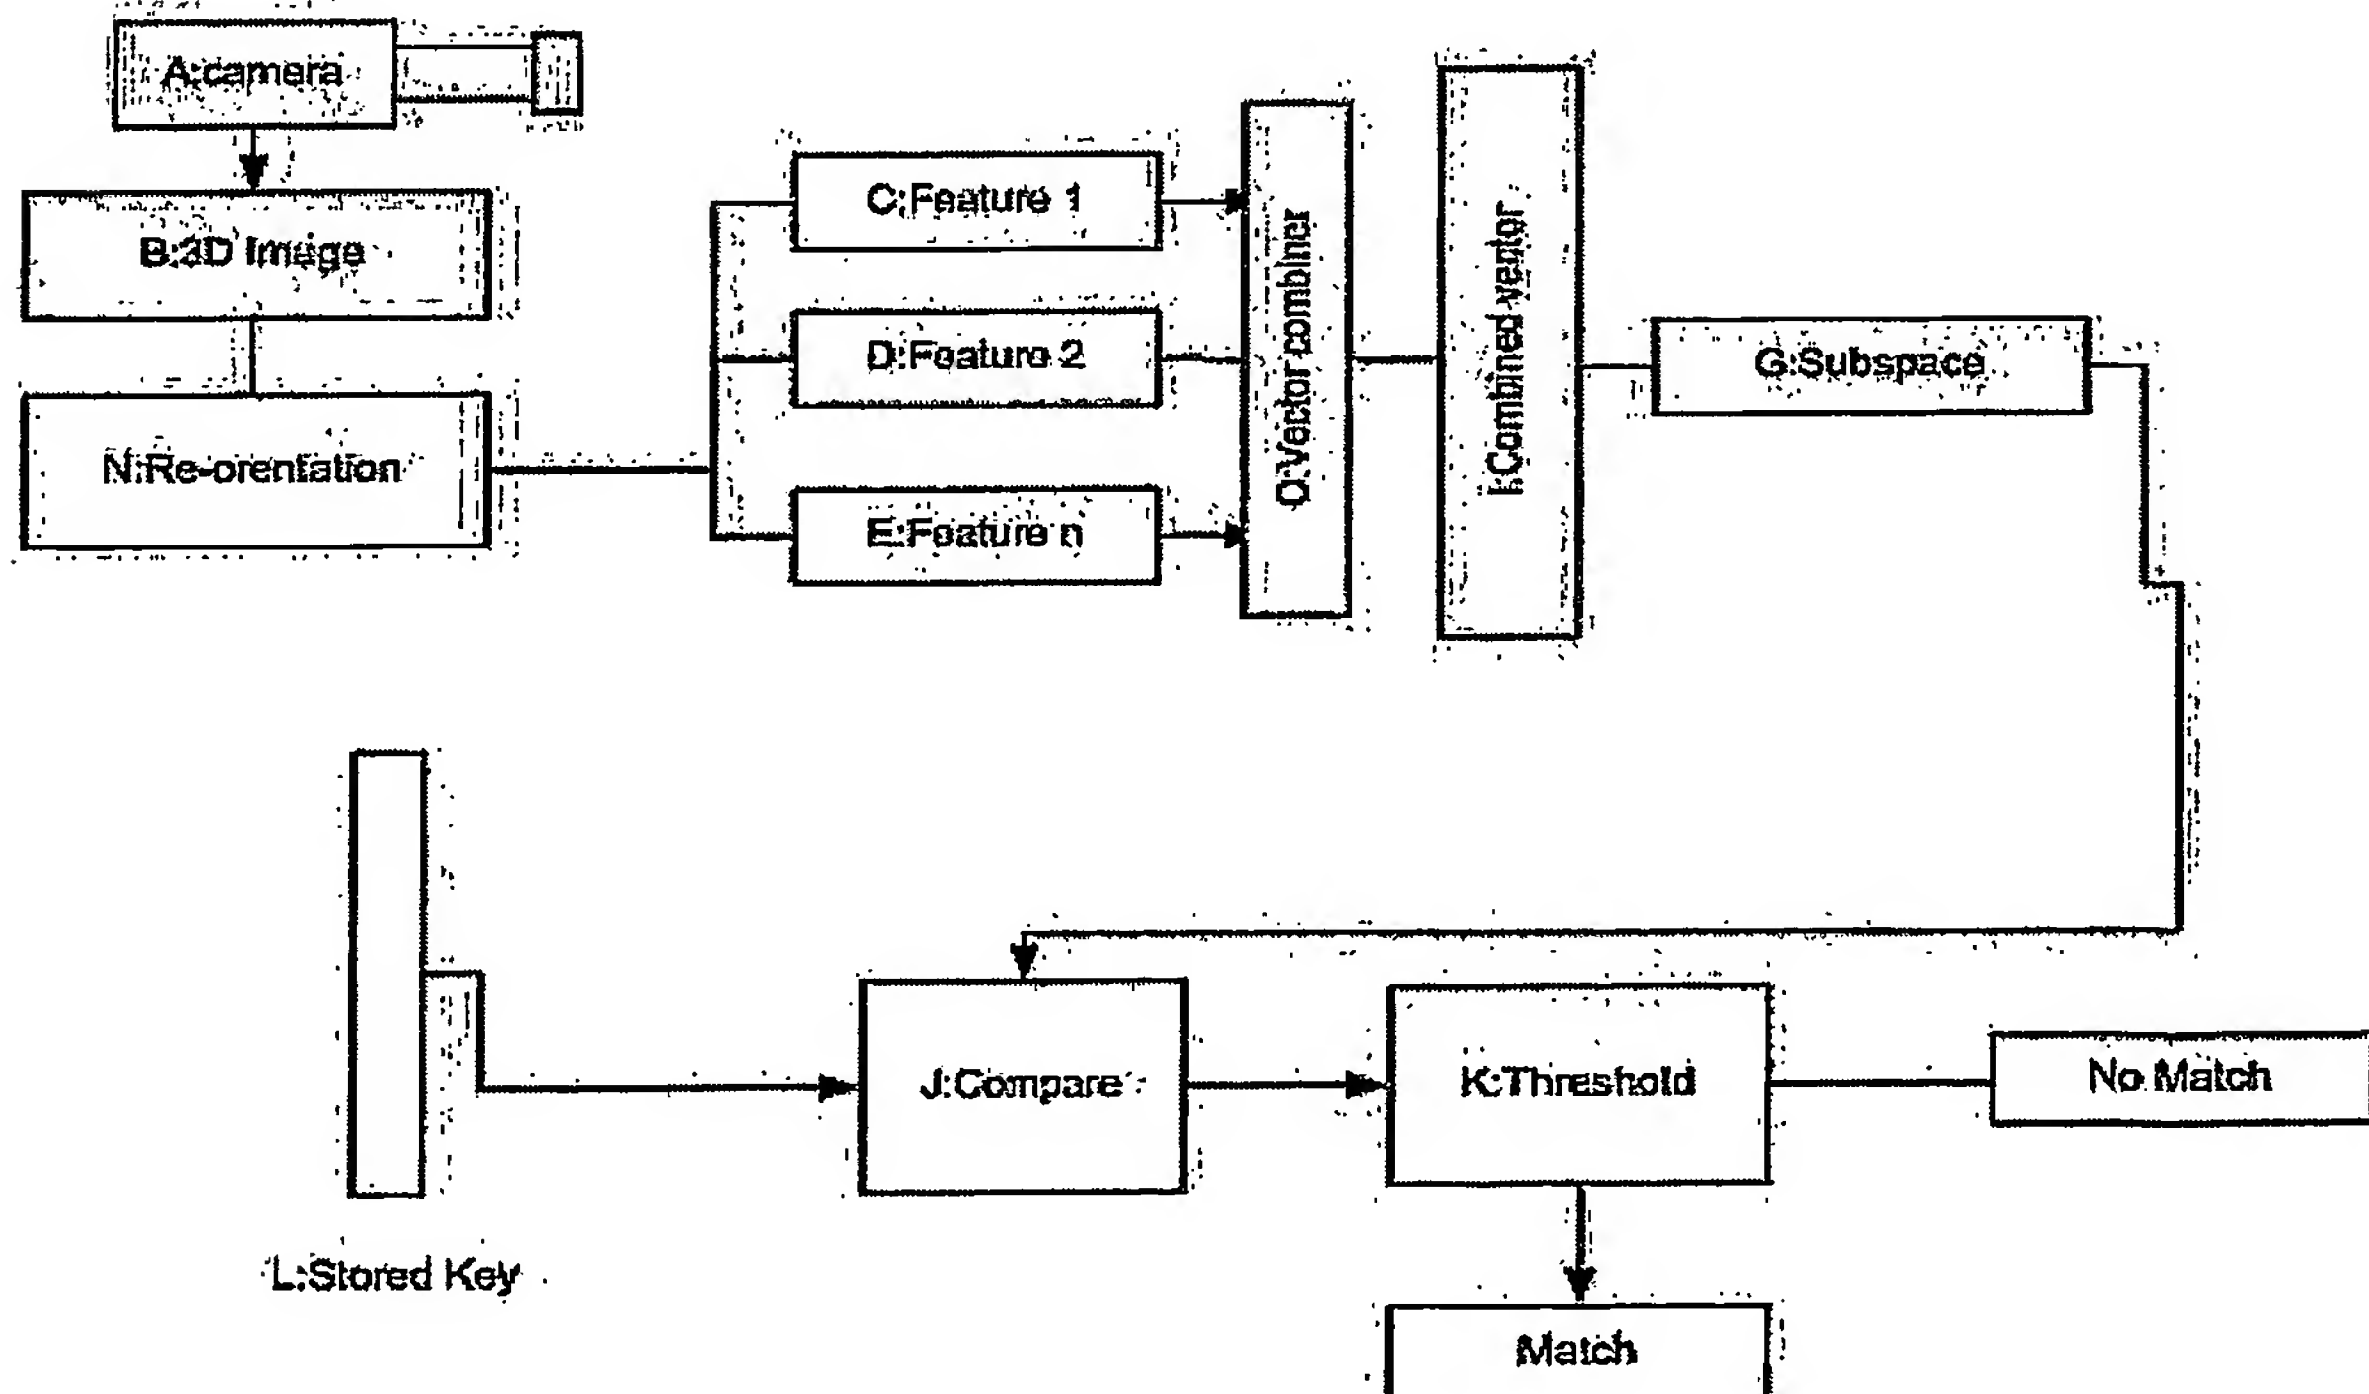 A:camera
B:3D Image
N:Re-orentation
C:Feature 1
D:Feature 2
E:Feature n
O:Vector combiner
I:Combined ventor
G:Subspace
L:Stored Key
J:Compare
K:Threshold
No Match
Match